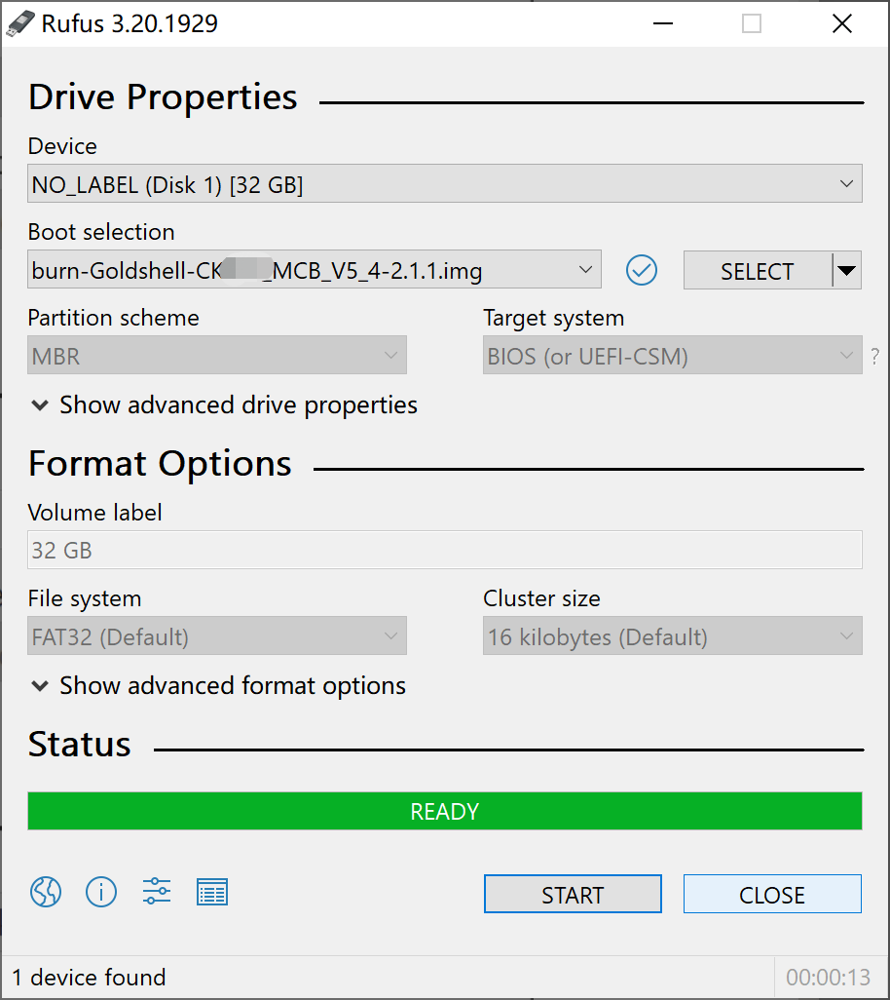 Rufus 3.20.1929
Drive Properties
Device
NO_LABEL (Disk 1) [32 GB]
Boot selection
burn-Goldshell-CK _MCB_V5_4-2.1.1.img
SELECT
Partition scheme
Target system
MBR
BIOS (or UEFI-CSM)
?
Show advanced drive properties
Format Options
Volume label
32 GB
File system
Cluster size
FAT32 (Default)
16 kilobytes (Default)
Show advanced format options
Status
READY
START
CLOSE
1 device found
00:00:13